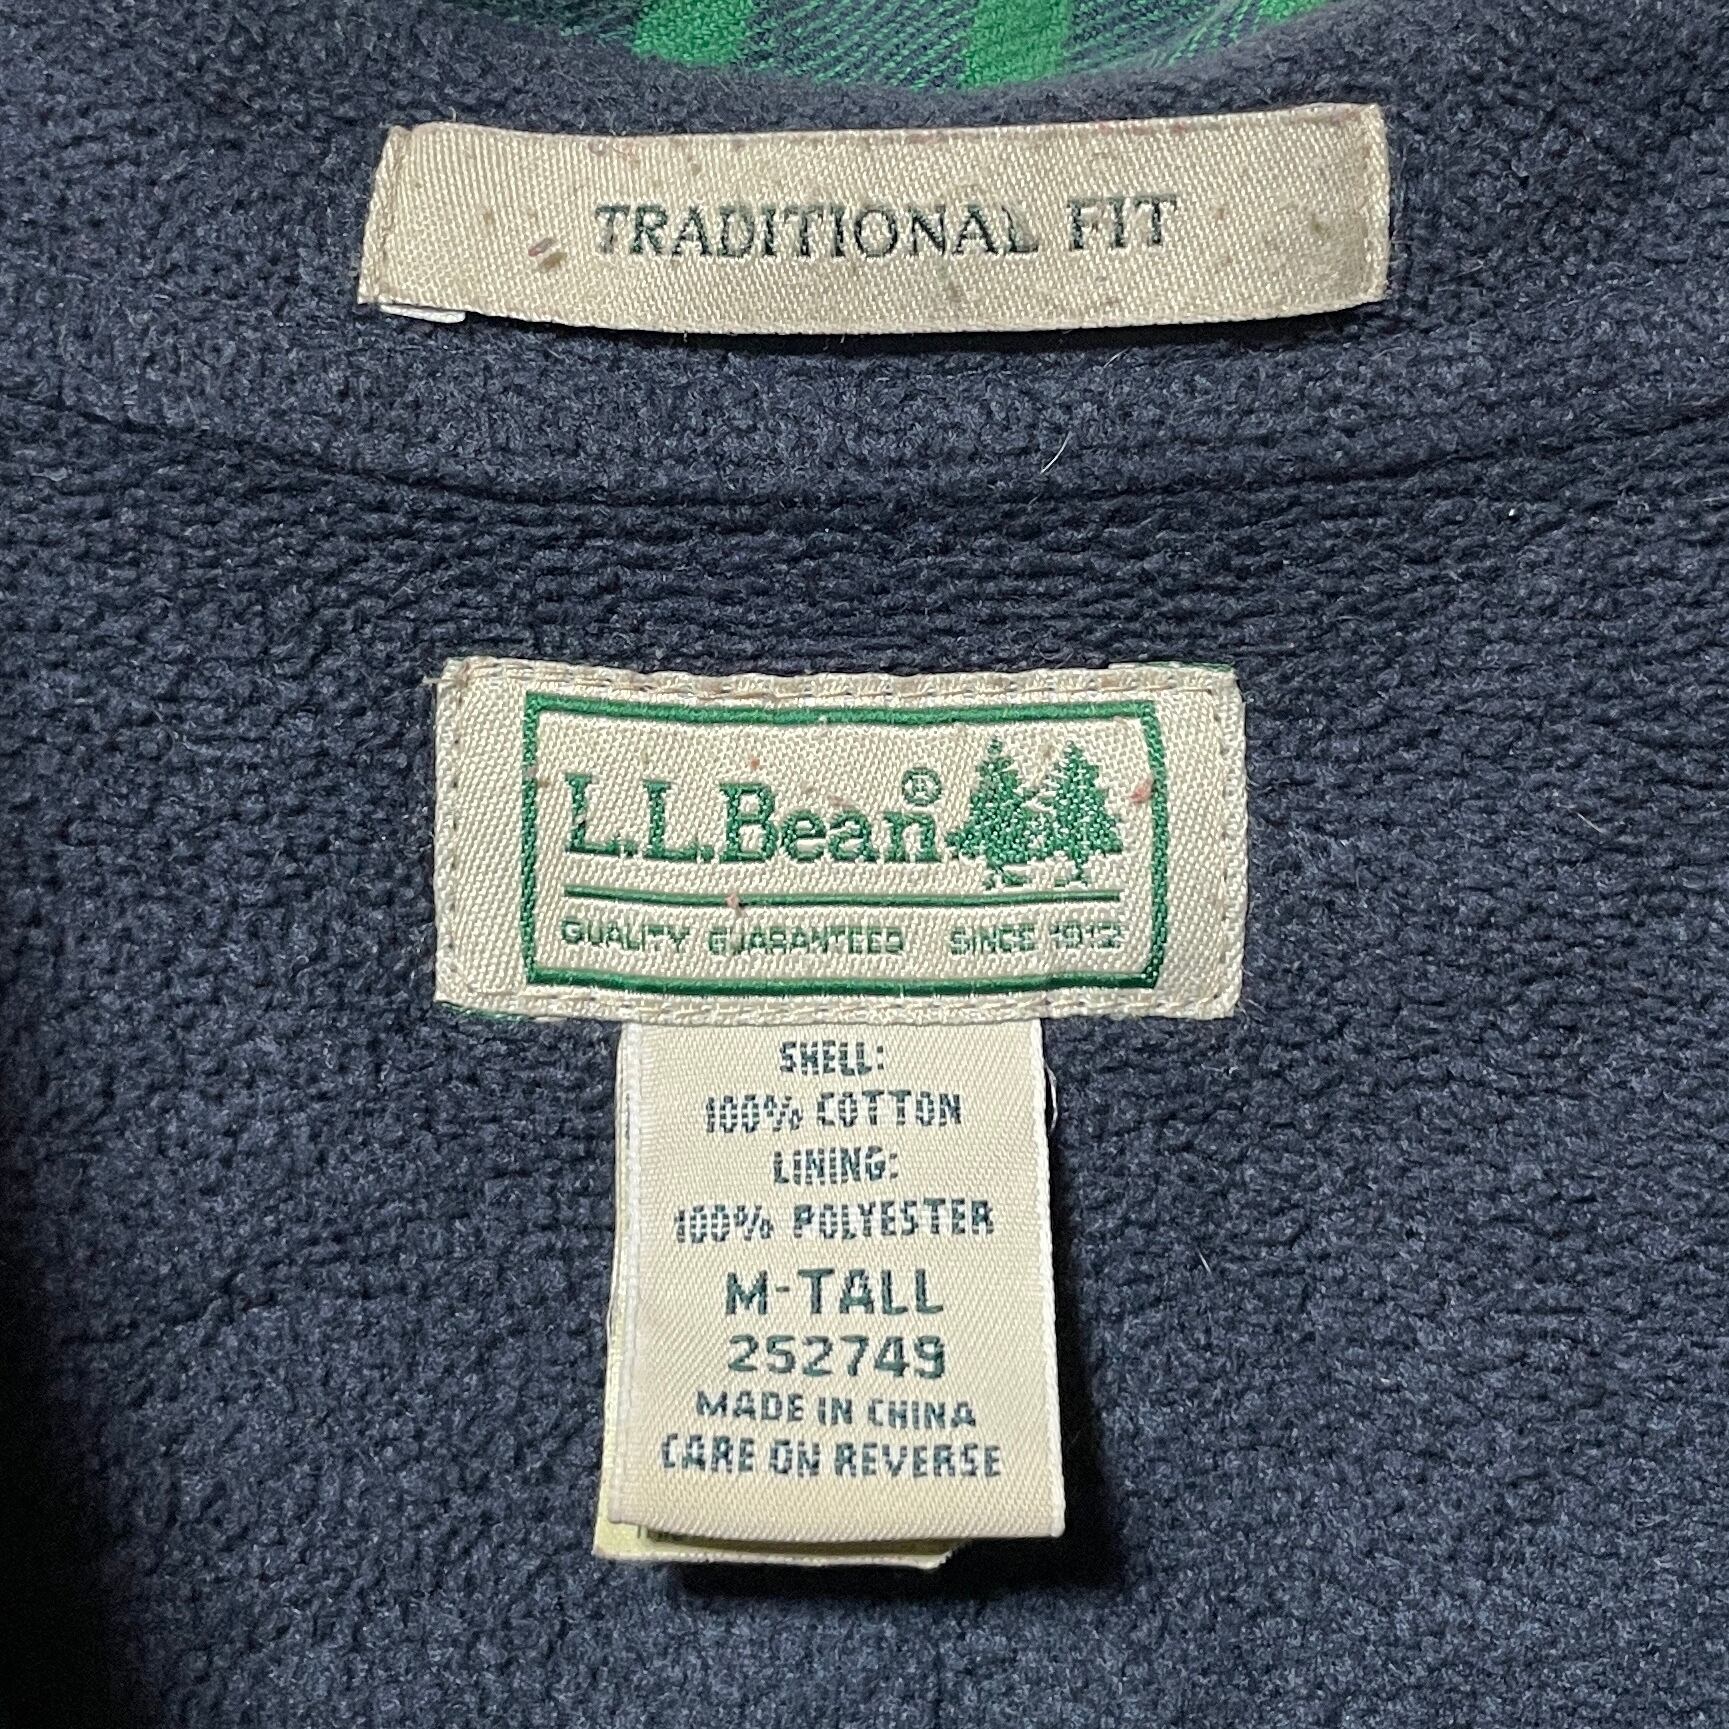 TRADITIONAL FIT
L.L.Bean®
QUALITY GUARANTEED SINCE 1912
SHELL:
100% COTTON
LINING:
100% POLYESTER
M-TALL
252749
MADE IN CHINA
CARE ON REVERSE